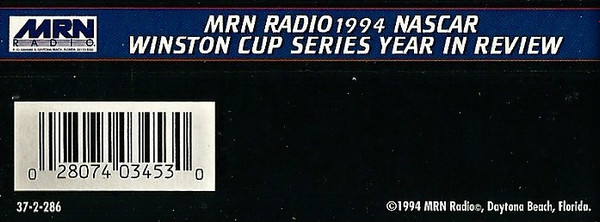 MRN
RADIO
MRN RADIO 1994 NASCAR
WINSTON CUP SERIES YEAR IN REVIEW
0 28074 03453 0
37-2-286
©1994 MRN Radio©, Daytona Beach, Florida.